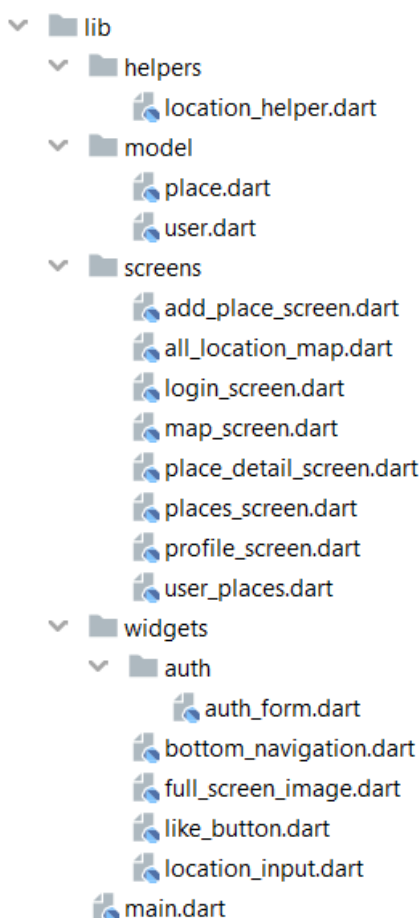 lib
helpers
location_helper.dart
model
place.dart
user.dart
screens
add_place_screen.dart
all_location_map.dart
login_screen.dart
map_screen.dart
place_detail_screen.dart
places_screen.dart
profile_screen.dart
user_places.dart
widgets
auth
auth_form.dart
bottom_navigation.dart
full_screen_image.dart
like_button.dart
location_input.dart
main.dart